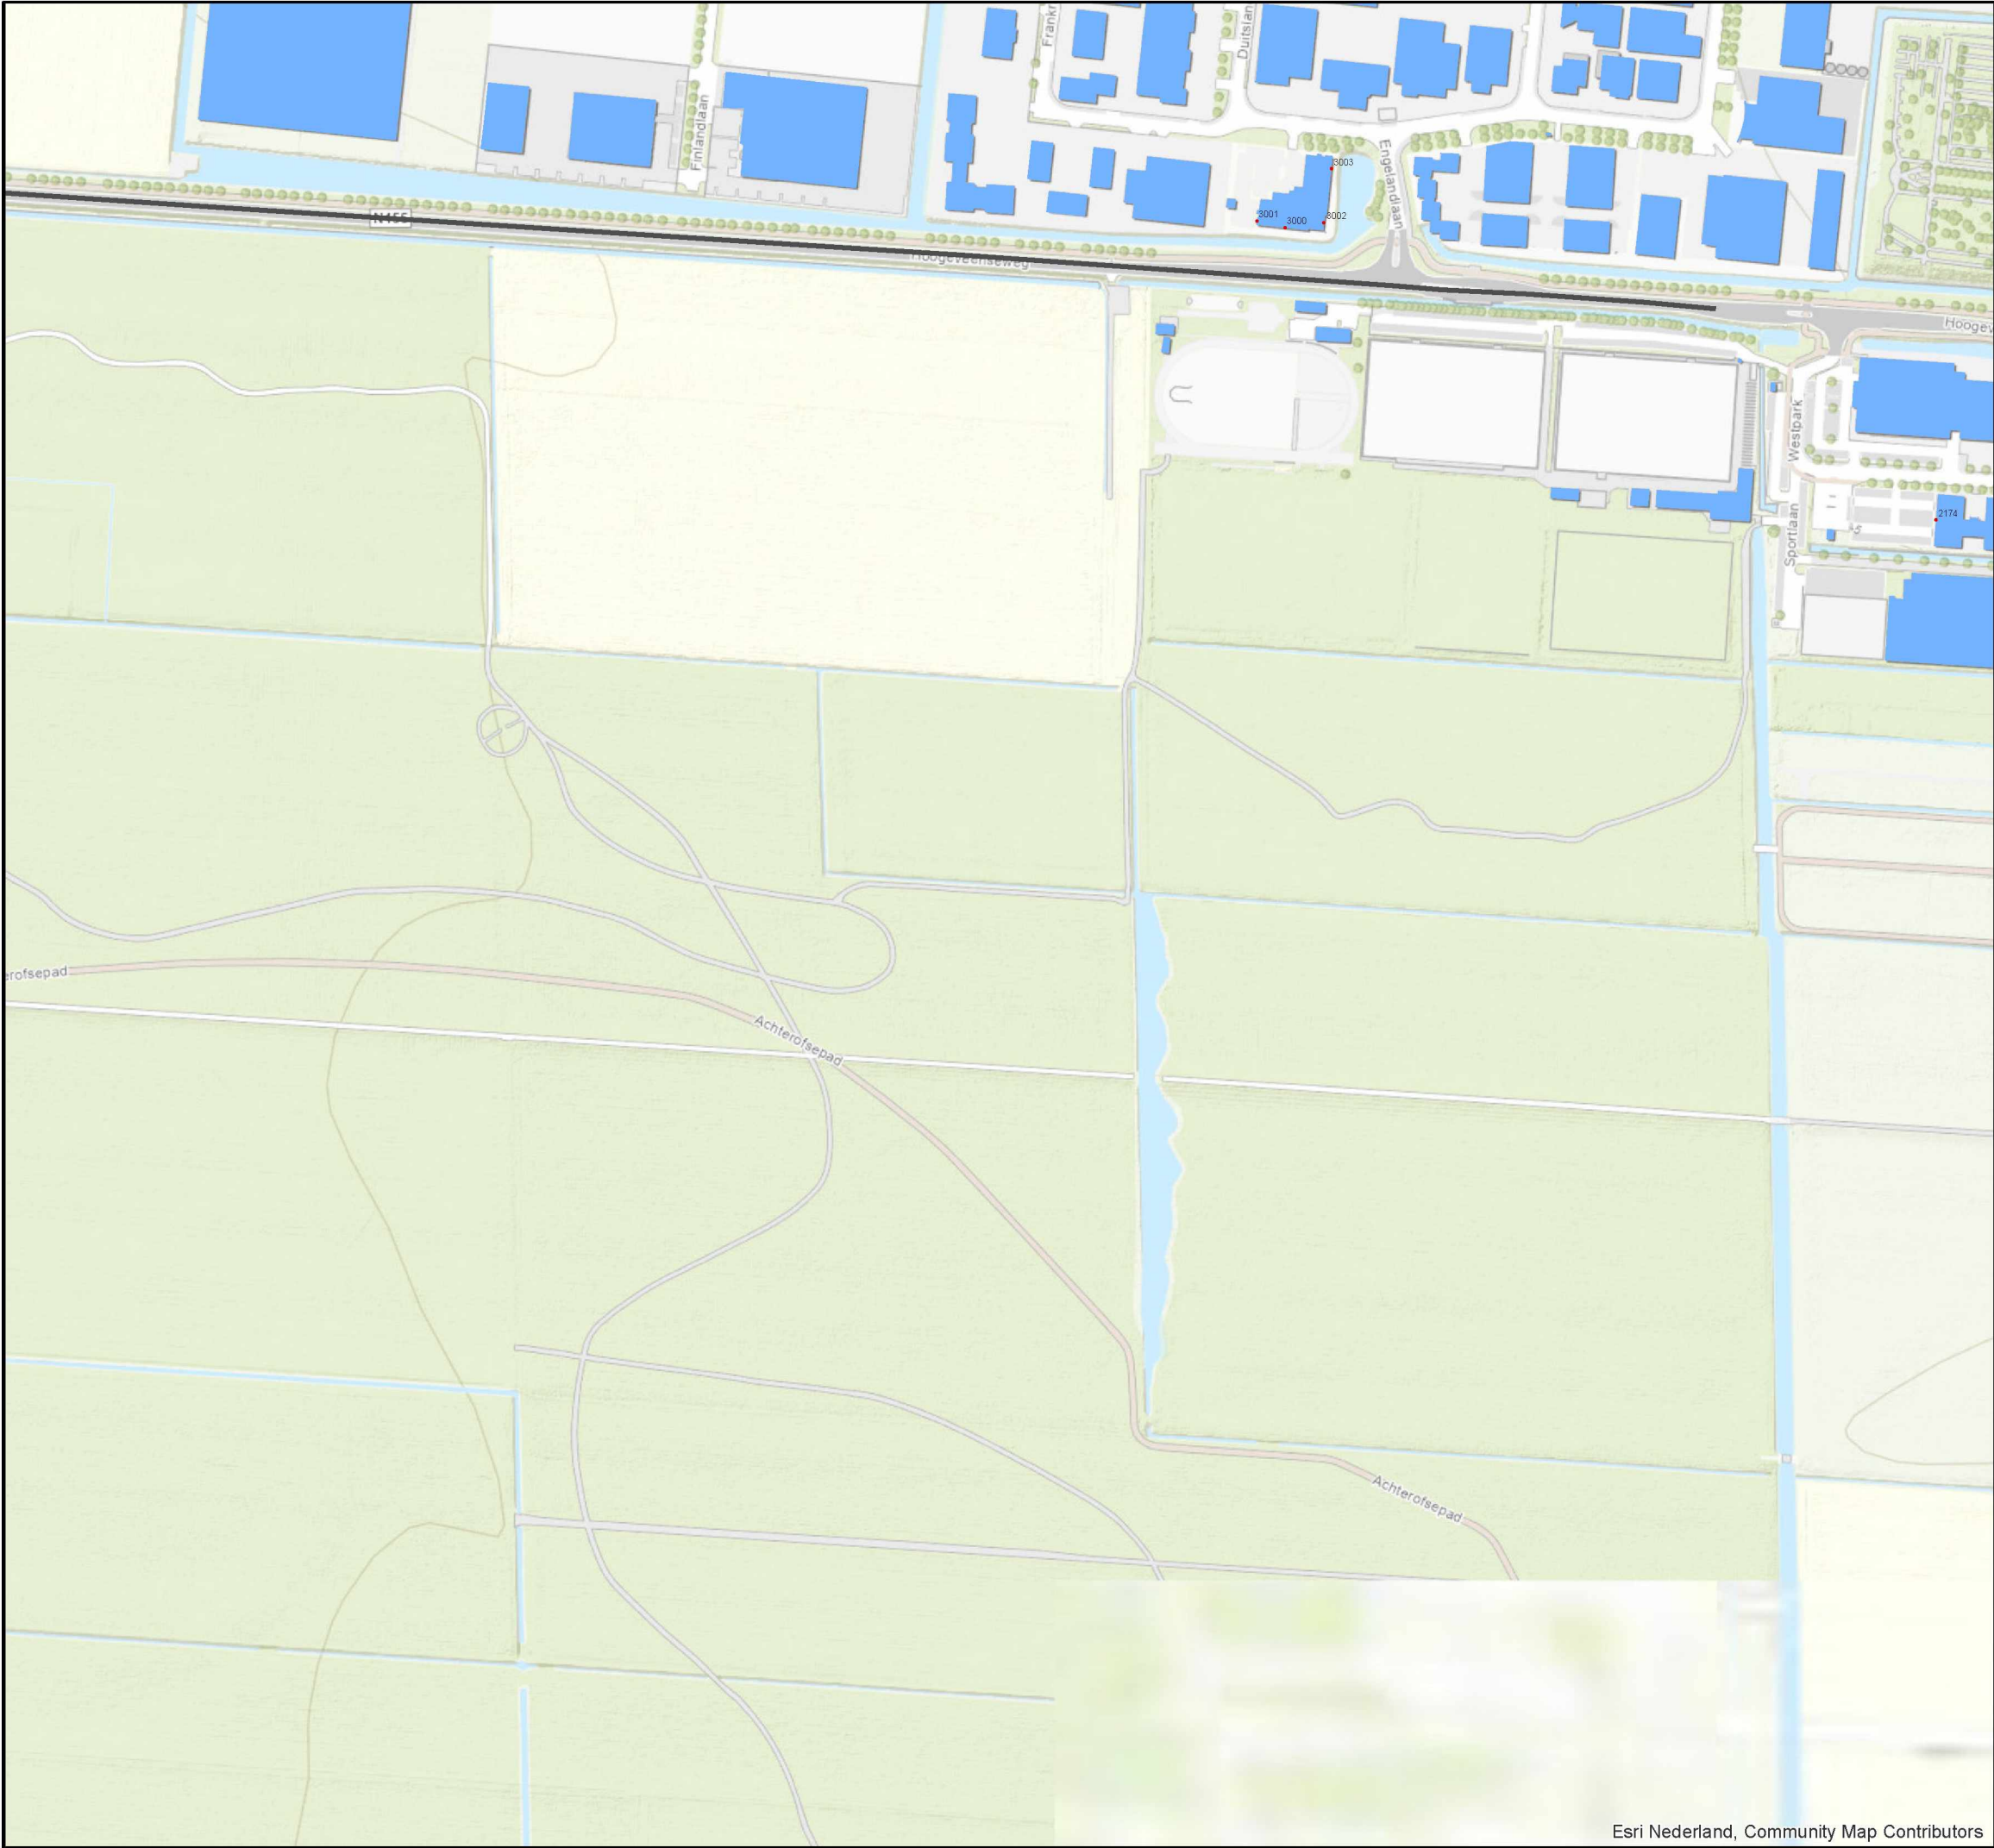 Frankr
Duitslan
Finlandlaan
Engelandlaan
3003
3001
3000
3002
N455
Hoogeveenseweg
Hoogev
Westpark
Sportlaan
2174
erofsepad
Achterofsepad
Achterofsepad
Esri Nederland, Community Map Contributors